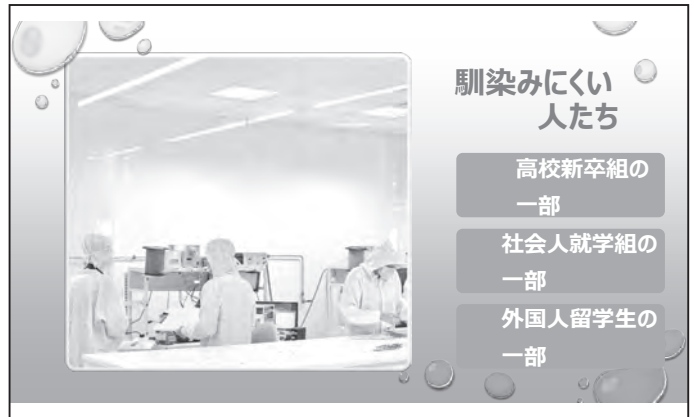 馴染みにくい
人たち
高校新卒組の
一部
社会人就学組の
一部
外国人留学生の
一部